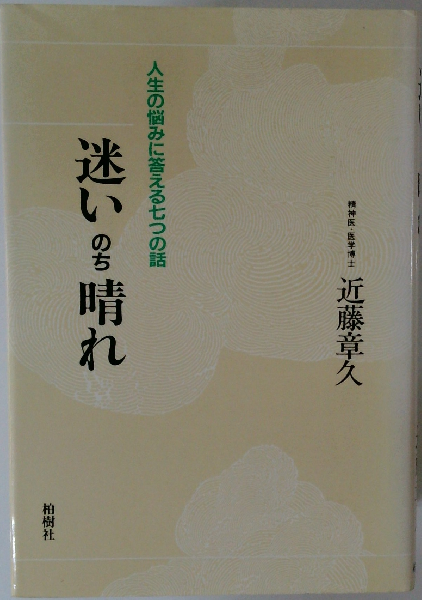 精神医・医学博士
近藤章久
人生の悩みに答える七つの話
迷いのち晴れ
柏樹社